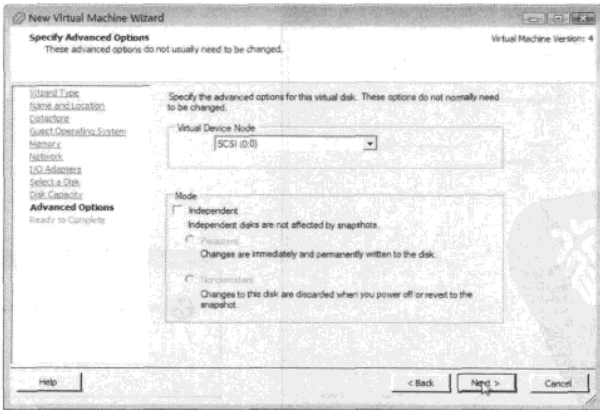 New Virtual Machine Wizard
Specify Advanced Options
Virtual Machine Version: 4
These advanced options do not usually need to be changed.
Wizard Type
Name and Location
Datastore
Guest Operating System
Memory
Network
I/O Adapters
Select a Disk
Disk Capacity
Advanced Options
Ready to Complete
Specify the advanced options for this virtual disk. These options do not normally need
to be changed.
Virtual Device Node
SCSI (0:0)
Mode
Independent
Independent disks are not affected by snapshots.
Persistent
Changes are immediately and permanently written to the disk.
Nonpersistent
Changes to this disk are discarded when you power off or revert to the
snapshot.
Help
< Back
Next >
Cancel